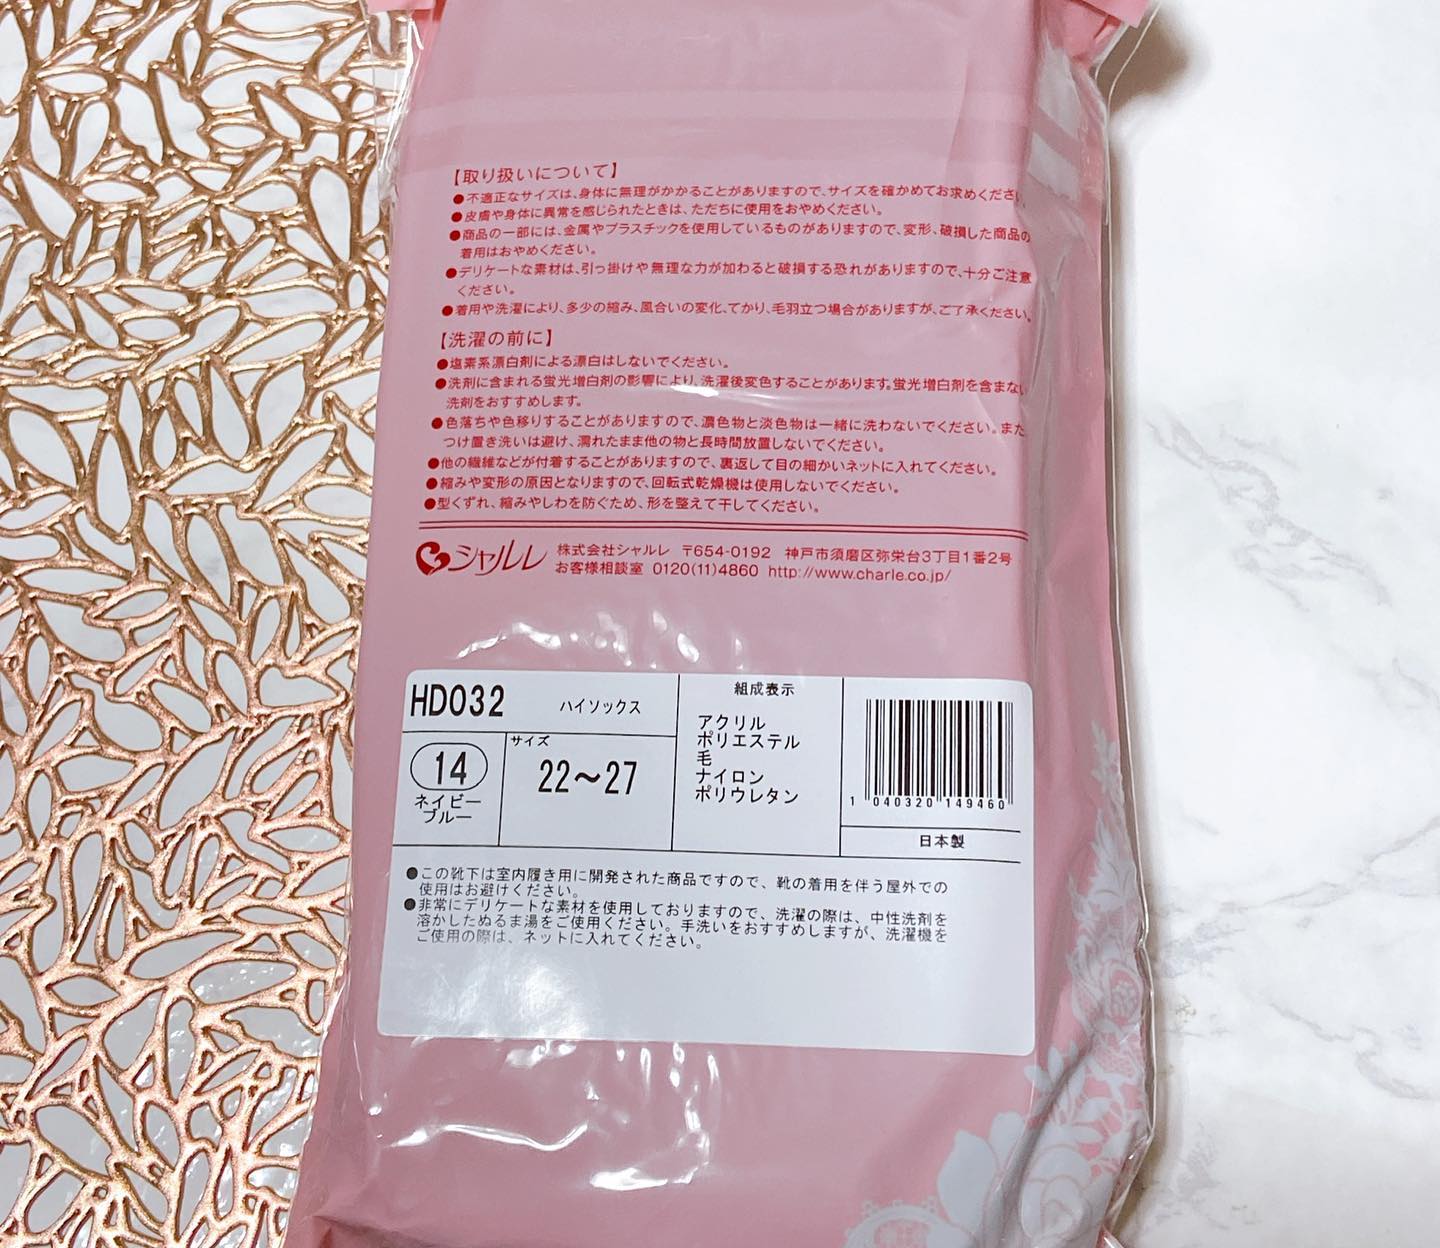 【取り扱いについて】
●不適正なサイズは、身体に無理がかかることがありますので、サイズを確かめてお求めください
●皮膚や身体に異常を感じられたときは、ただちに使用をおやめください。
●商品の一部には、金属やプラスチックを使用しているものがありますので、変形、破損した商品の
着用はおやめください。
●デリケートな素材は、引っ掛けや無理な力が加わると破損する恐れがありますので、十分ご注意
ください。
●着用や洗濯により、多少の縮み、風合いの変化、てかり、毛羽立つ場合がありますが、ご了承ください。
【洗濯の前に】
●塩素系漂白剤による漂白はしないでください。
●洗剤に含まれる蛍光増白剤の影響により、洗濯後変色することがあります。蛍光増白剤を含まない
洗剤をおすすめします。
●色落ちや色移りすることがありますので、濃色物と淡色物は一緒に洗わないでください。また、
つけ置き洗いは避け、濡れたまま他の物と長時間放置しないでください。
●他の繊維などが付着することがありますので、裏返して目の細かいネットに入れてください。
●縮みや変形の原因となりますので、回転式乾燥機は使用しないでください。
●型くずれ、縮みやしわを防ぐため、形を整えて干してください。
シャルレ 株式会社シャルレ 〒654-0192 神戸市須磨区弥栄台3丁目1番2号
お客様相談室 0120(11)4860 http://www.charle.co.jp/
HD032 ハイソックス
14
ネイビー
ブルー
サイズ
22〜27
組成表示
アクリル
ポリエステル
毛
ナイロン
ポリウレタン
1 040320 149460
日本製
●この靴下は室内履き用に開発された商品ですので、靴の着用を伴う屋外での
使用はお避けください。
●非常にデリケートな素材を使用しておりますので、洗濯の際は、中性洗剤を
溶かしたぬるま湯をご使用ください。手洗いをおすすめしますが、洗濯機を
ご使用の際は、ネットに入れてください。